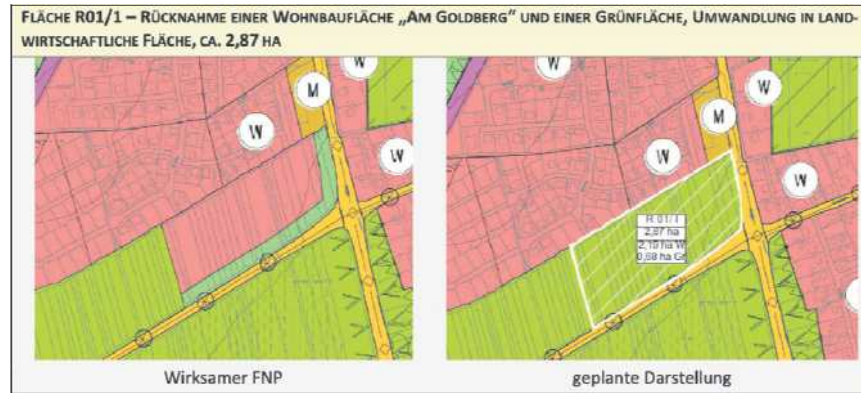 FLÄCHE R01/1 – RÜCKNAHME EINER WOHNBAUFLÄCHE „AM GOLDBERG“ UND EINER GRÜNFLÄCHE, UMWANDLUNG IN LAND-
WIRTSCHAFTLICHE FLÄCHE, CA. 2,87 HA
W
M
W
W
W
W
M
W
W
R 01/1
2,87 ha
2,19 ha W
0,68 ha Gr
Wirksamer FNP
geplante Darstellung